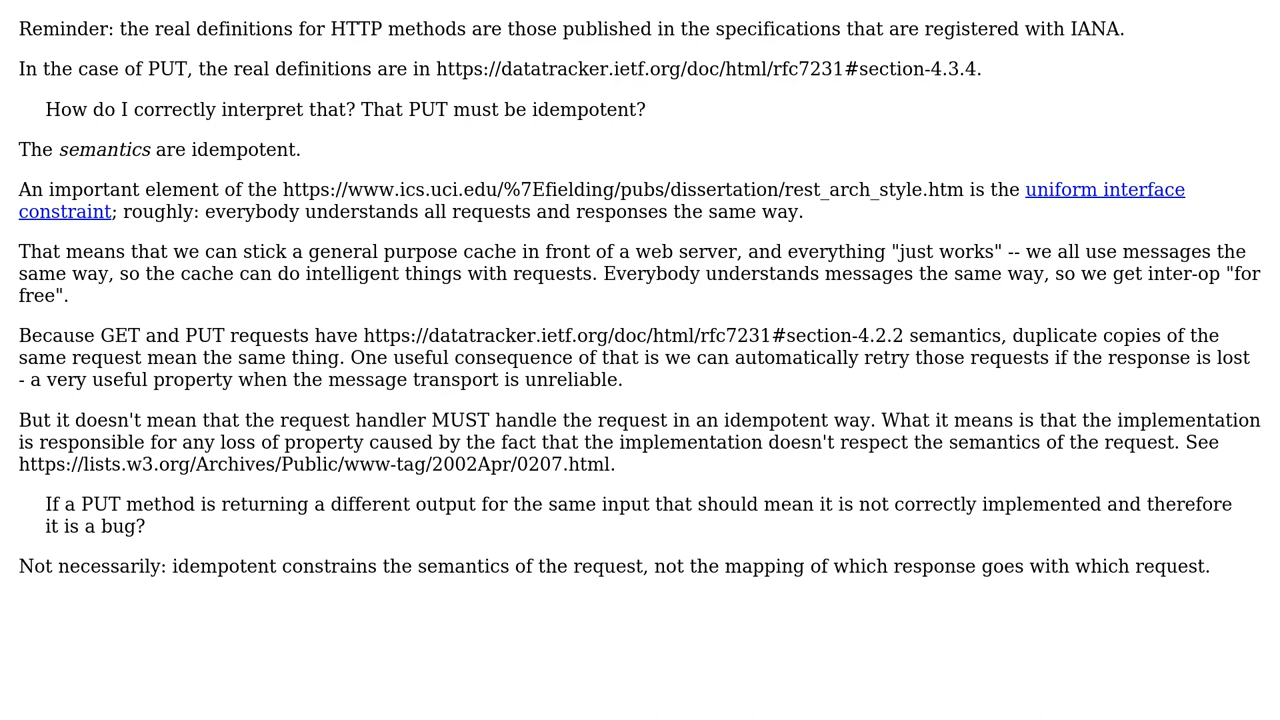 Reminder: the real definitions for HTTP methods are those published in the specifications that are registered with IANA.
In the case of PUT, the real definitions are in https://datatracker.ietf.org/doc/html/rfc7231#section-4.3.4.
How do I correctly interpret that? That PUT must be idempotent?
The semantics are idempotent.
An important element of the https://www.ics.uci.edu/%7Efielding/pubs/dissertation/rest_arch_style.htm is the uniform interface
constraint; roughly: everybody understands all requests and responses the same way.
That means that we can stick a general purpose cache in front of a web server, and everything "just works" -- we all use messages the
same way, so the cache can do intelligent things with requests. Everybody understands messages the same way, so we get inter-op "for
free".
Because GET and PUT requests have https://datatracker.ietf.org/doc/html/rfc7231#section-4.2.2 semantics, duplicate copies of the
same request mean the same thing. One useful consequence of that is we can automatically retry those requests if the response is lost
- a very useful property when the message transport is unreliable.
But it doesn't mean that the request handler MUST handle the request in an idempotent way. What it means is that the implementation
is responsible for any loss of property caused by the fact that the implementation doesn't respect the semantics of the request. See
https://lists.w3.org/Archives/Public/www-tag/2002Apr/0207.html.
If a PUT method is returning a different output for the same input that should mean it is not correctly implemented and therefore
it is a bug?
Not necessarily: idempotent constrains the semantics of the request, not the mapping of which response goes with which request.